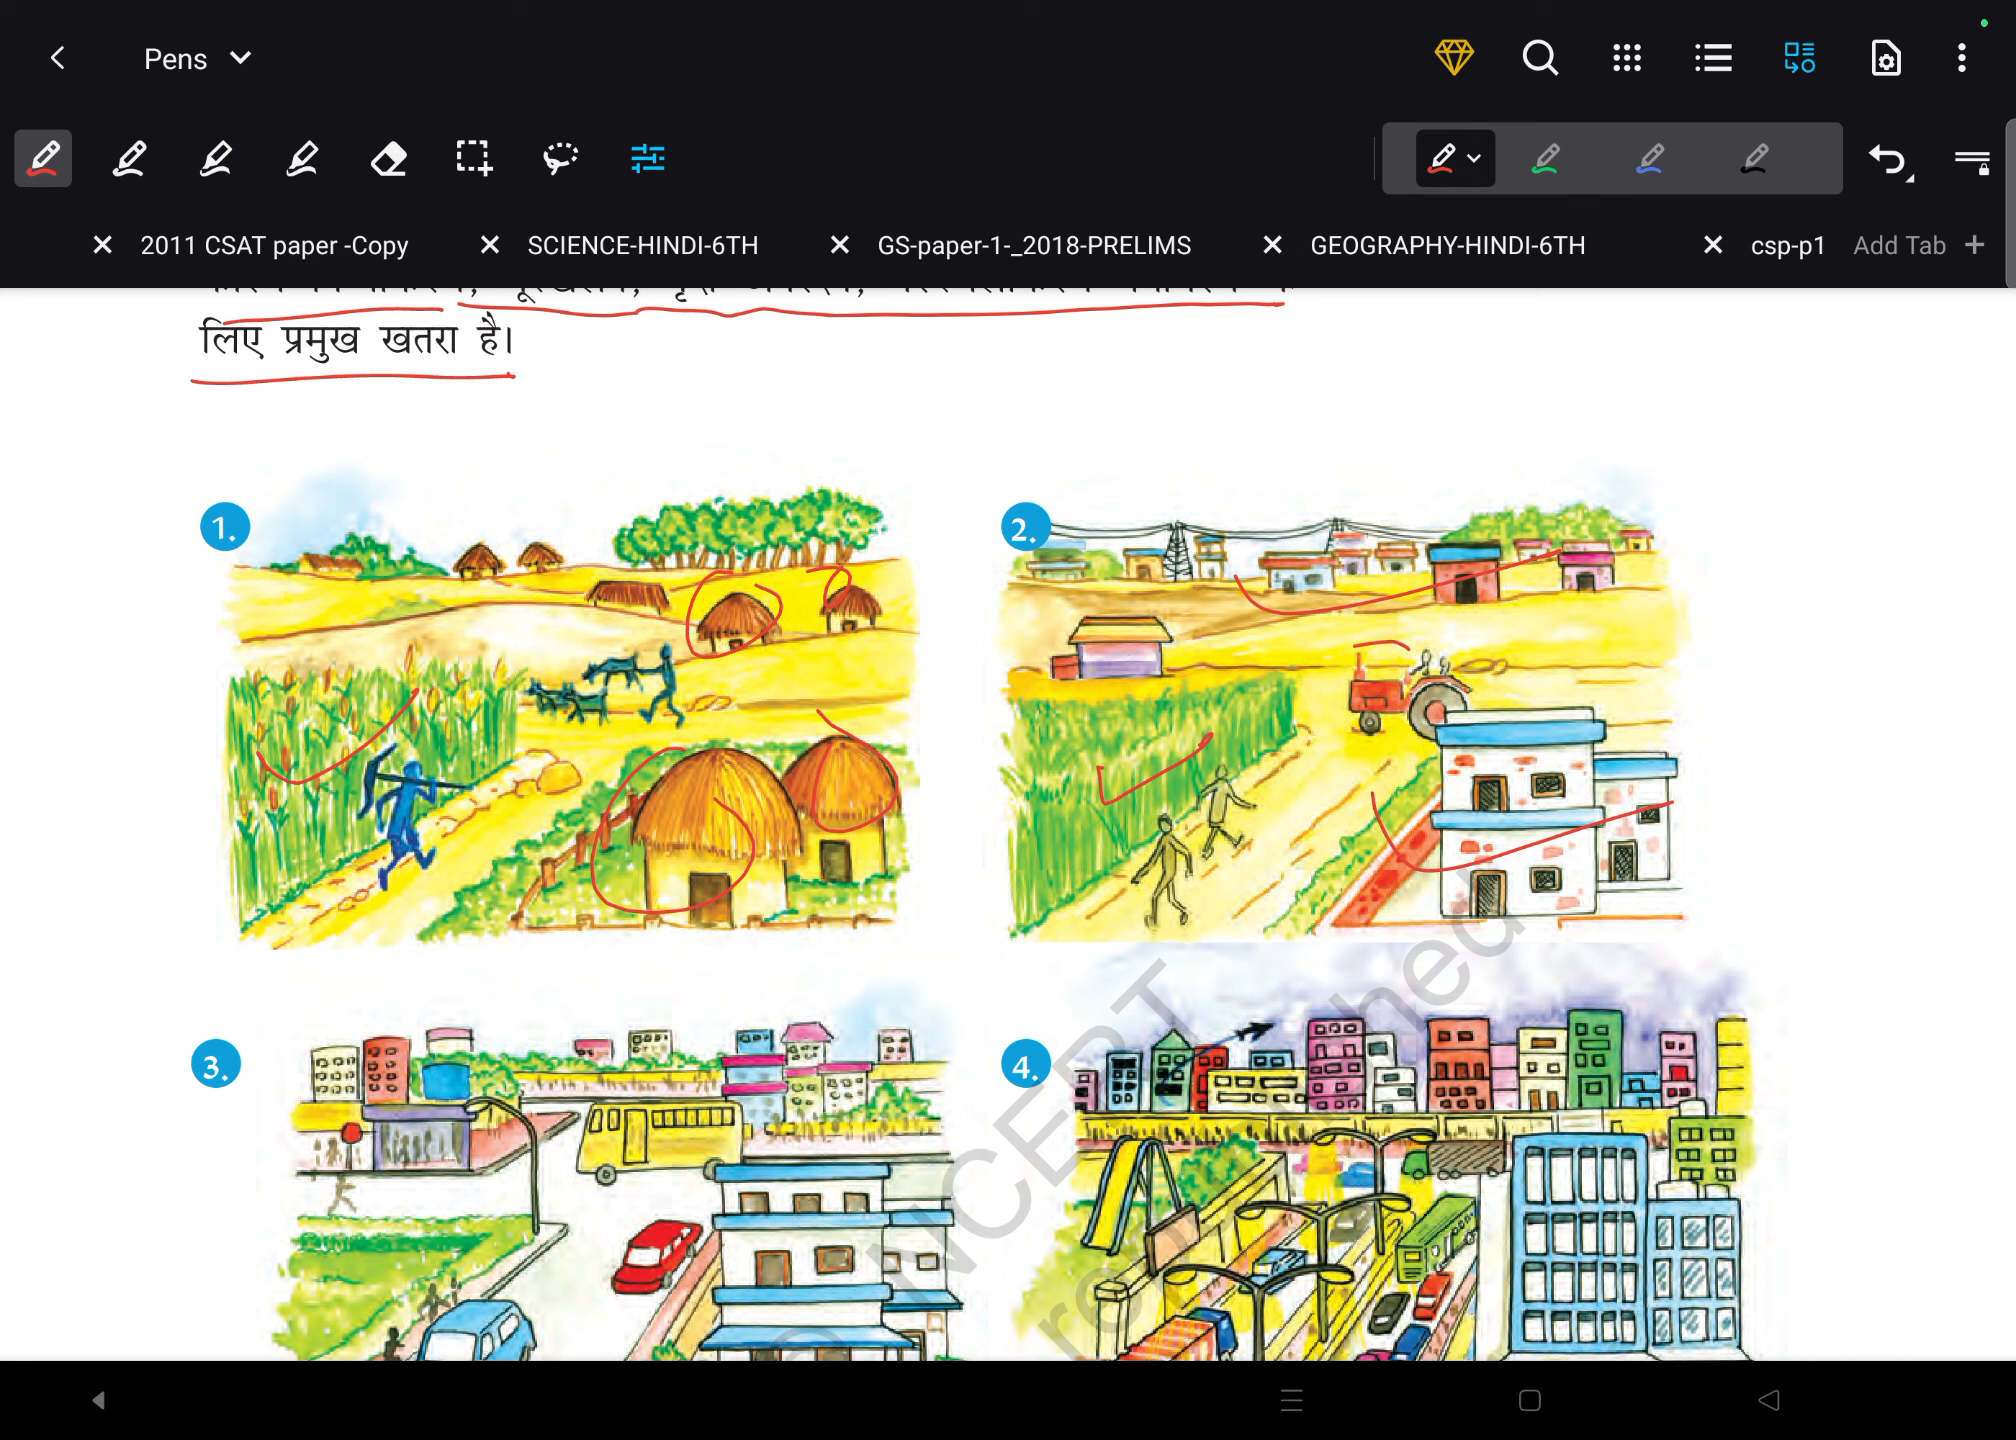 Pens
2011 CSAT paper -Copy
SCIENCE-HINDI-6TH
GS-paper-1-_2018-PRELIMS
GEOGRAPHY-HINDI-6TH
csp-p1
Add Tab
लिए प्रमुख खतरा है।
1.
2.
3.
4.
NCERT